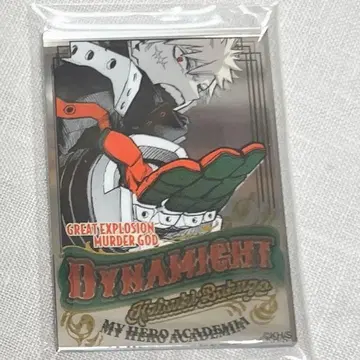 GREAT EXPLOSION
MURDER GOD
DYNAMIGHT
Katsuki Bakugo
MY HERO ACADEMIA